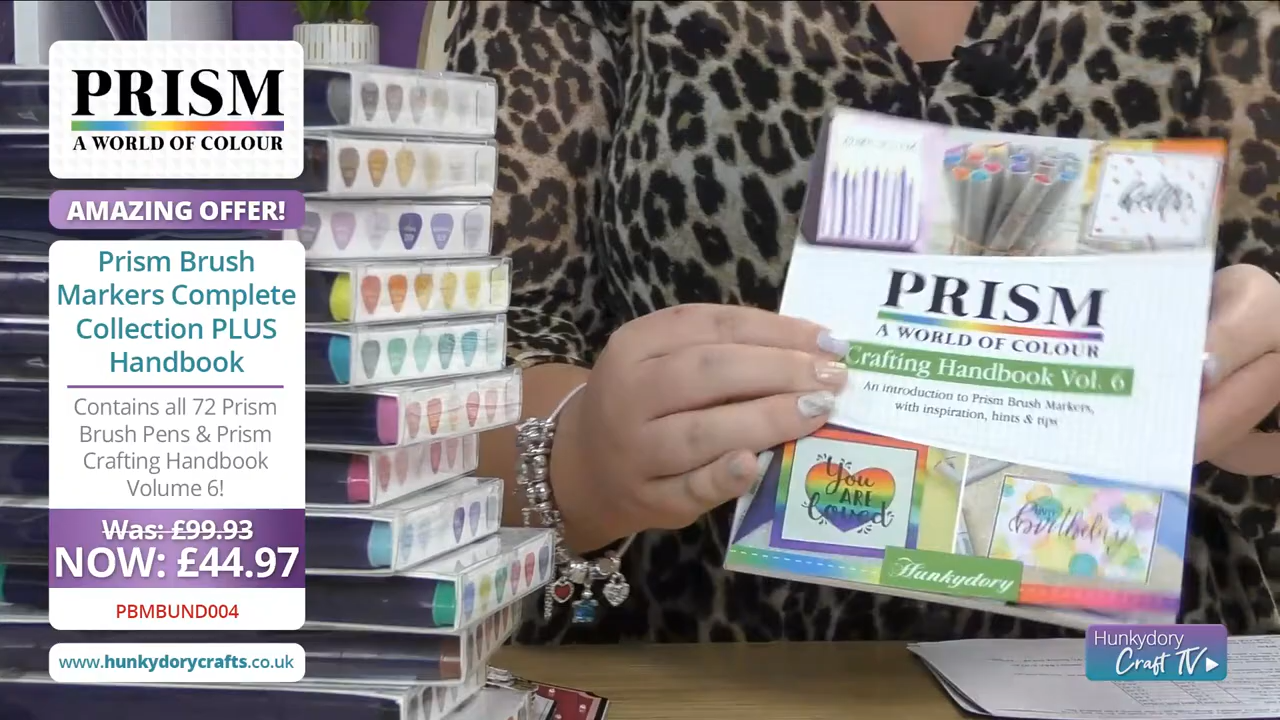 PRISM
A WORLD OF COLOUR
AMAZING OFFER!
Prism Brush
Markers Complete
Collection PLUS
Handbook
Contains all 72 Prism
Brush Pens & Prism
Crafting Handbook
Volume 6!
Was: £99.93
NOW: £44.97
PBMBUND004
www.hunkydorycrafts.co.uk
PRISM
A WORLD OF COLOUR
Crafting Handbook Vol. 6
An introduction to Prism Brush Markers,
with inspiration, hints & tips
hello
You
ARE
Loved
birthday
Hunkydory
Hunkydory
Craft TV